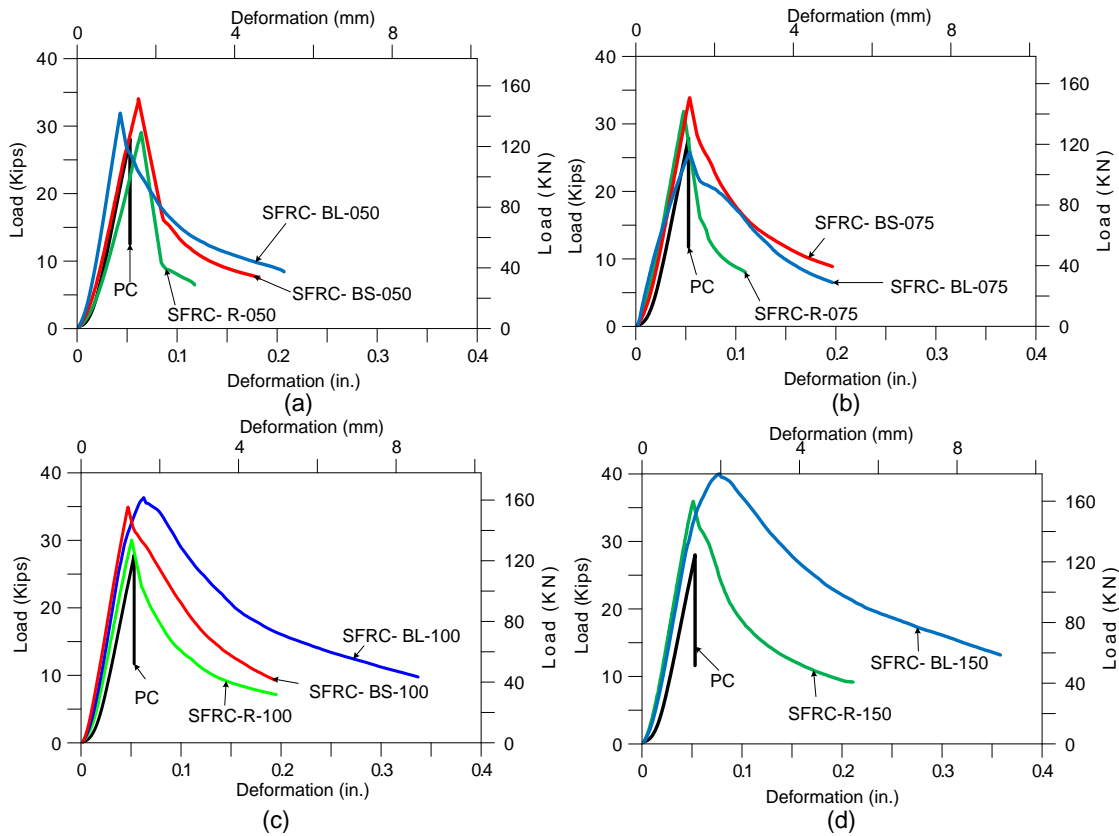 Deformation (mm)
0 4 8
40
30
20
10
0
Load (Kips)
160
120
80
40
0
Load (KN)
SFRC- BL-050
SFRC- BS-050
PC
SFRC- R-050
0 0.1 0.2 0.3 0.4
Deformation (in.)
(a)
Deformation (mm)
0 4 8
40
30
20
10
0
Load (Kips)
160
120
80
40
0
Load (KN)
SFRC- BS-075
SFRC- BL-075
PC
SFRC-R-075
0 0.1 0.2 0.3 0.4
Deformation (in.)
(b)
Deformation (mm)
0 4 8
40
30
20
10
0
Load (Kips)
160
120
80
40
0
Load (KN)
SFRC- BL-100
SFRC- BS-100
PC
SFRC-R-100
0 0.1 0.2 0.3 0.4
Deformation (in.)
(c)
Deformation (mm)
0 4 8
40
30
20
10
0
Load (Kips)
160
120
80
40
0
Load (KN)
SFRC- BL-150
PC
SFRC-R-150
0 0.1 0.2 0.3 0.4
Deformation (in.)
(d)